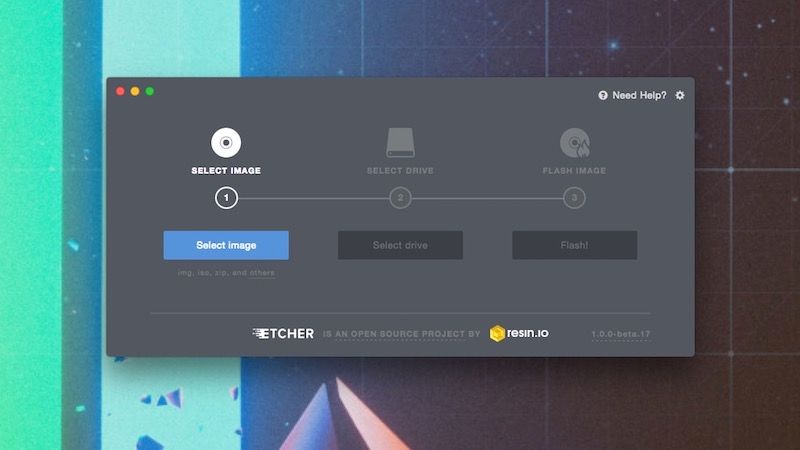 Need Help?
SELECT IMAGE
SELECT DRIVE
FLASH IMAGE
1
2
3
Select image
Select drive
Flash!
img, iso, zip, and others
ETCHER IS AN OPEN SOURCE PROJECT BY resin.io
1.0.0-beta.17